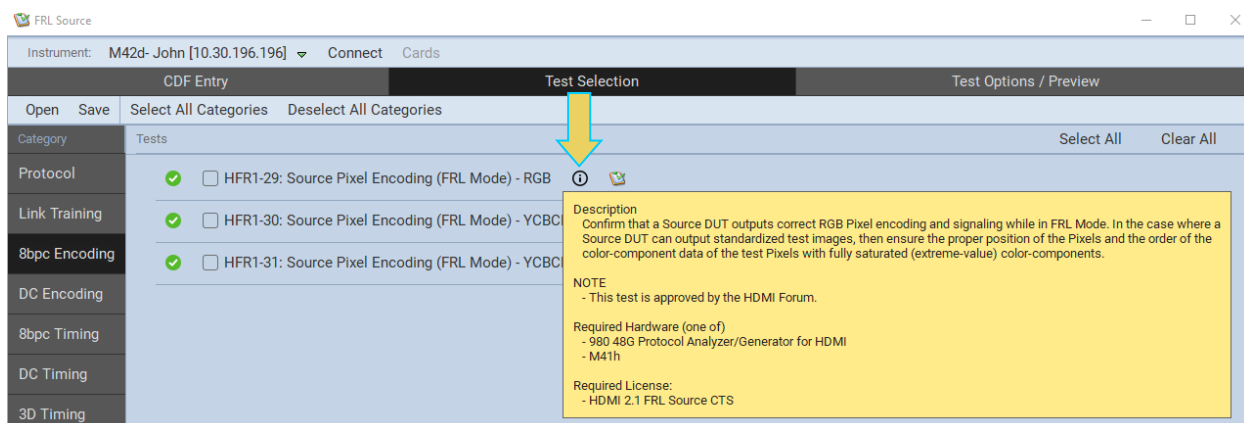 FRL Source
Instrument: M42d- John [10.30.196.196] Connect Cards
CDF Entry Test Selection Test Options / Preview
Open Save Select All Categories Deselect All Categories
Category Tests Select All Clear All
Protocol
HFR1-29: Source Pixel Encoding (FRL Mode) - RGB
Link Training
HFR1-30: Source Pixel Encoding (FRL Mode) - YCBC
8bpc Encoding
HFR1-31: Source Pixel Encoding (FRL Mode) - YCBC
DC Encoding
8bpc Timing
DC Timing
3D Timing
Description
Confirm that a Source DUT outputs correct RGB Pixel encoding and signaling while in FRL Mode. In the case where a
Source DUT can output standardized test images, then ensure the proper position of the Pixels and the order of the
color-component data of the test Pixels with fully saturated (extreme-value) color-components.
NOTE
- This test is approved by the HDMI Forum.
Required Hardware (one of)
- 980 48G Protocol Analyzer/Generator for HDMI
- M41h
Required License:
- HDMI 2.1 FRL Source CTS